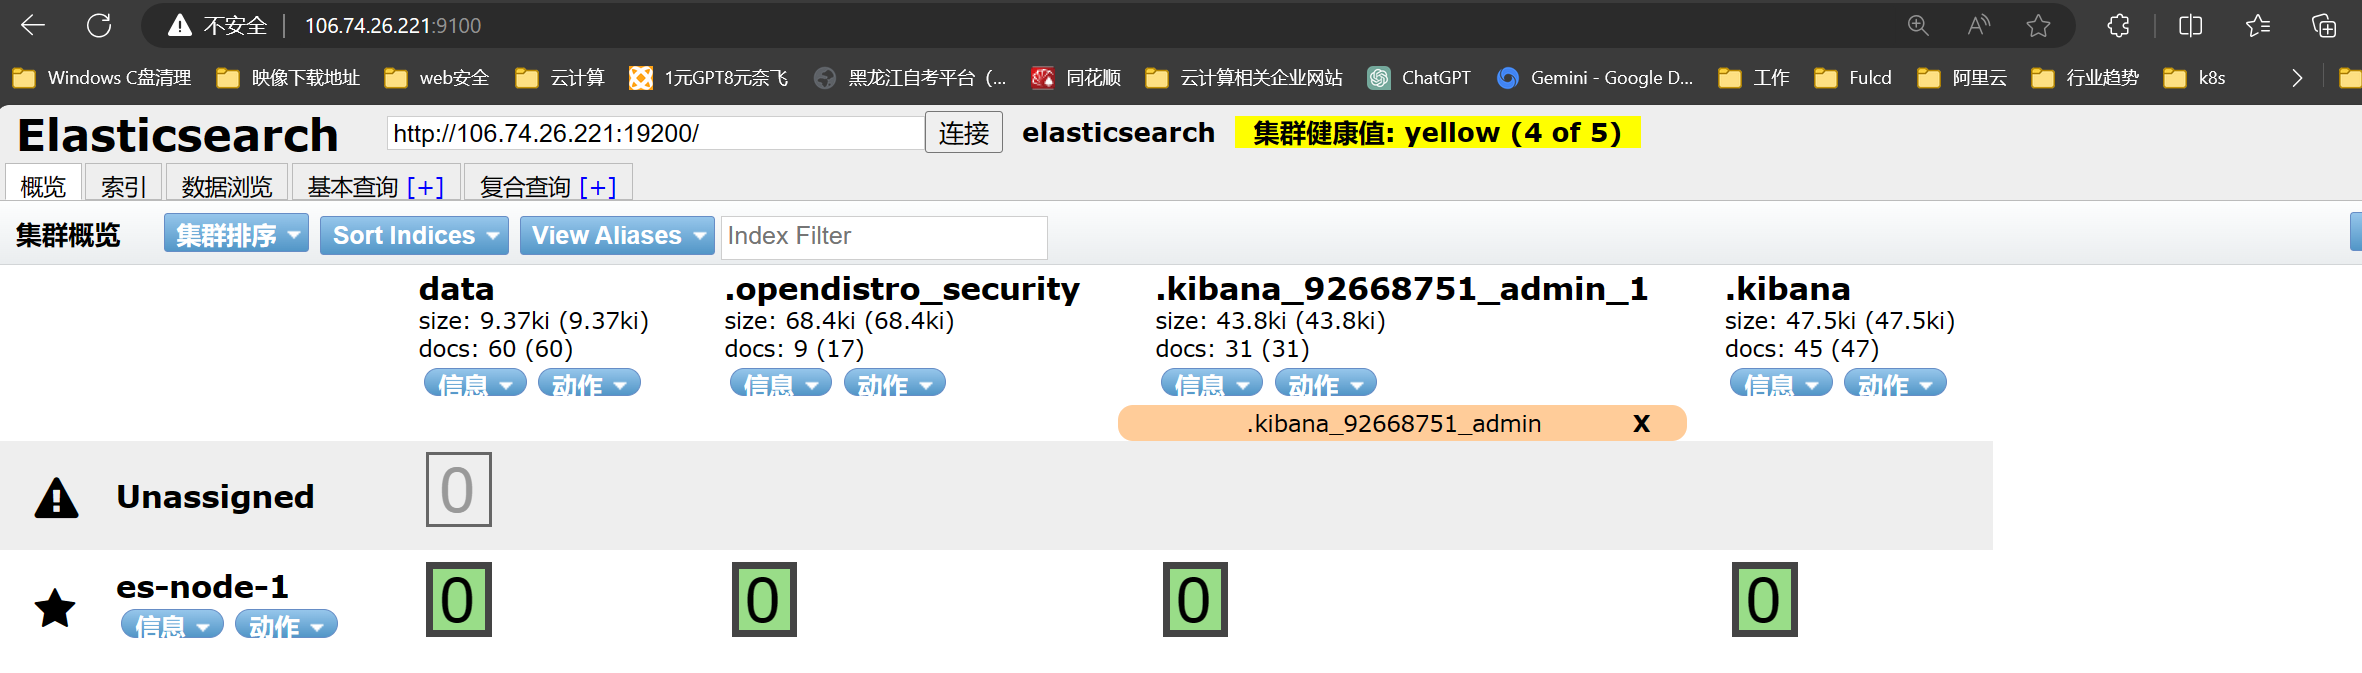 不安全 106.74.26.221:9100
Windows C盘清理 映像下载地址 web安全 云计算 1元GPT8元奈飞 黑龙江自考平台（... 同花顺 云计算相关企业网站 ChatGPT Gemini - Google D... 工作 Fulcd 阿里云 行业趋势 k8s
Elasticsearch http://106.74.26.221:19200/ 连接 elasticsearch 集群健康值: yellow (4 of 5)
概览 索引 数据浏览 基本查询 [+] 复合查询 [+]
集群概览 集群排序 Sort Indices View Aliases Index Filter
data .opendistro_security .kibana_92668751_admin_1 .kibana
size: 9.37ki (9.37ki) size: 68.4ki (68.4ki) size: 43.8ki (43.8ki) size: 47.5ki (47.5ki)
docs: 60 (60) docs: 9 (17) docs: 31 (31) docs: 45 (47)
信息 动作 信息 动作 信息 动作 信息 动作
.kibana_92668751_admin X
Unassigned 0
es-node-1 0 0 0 0
信息 动作